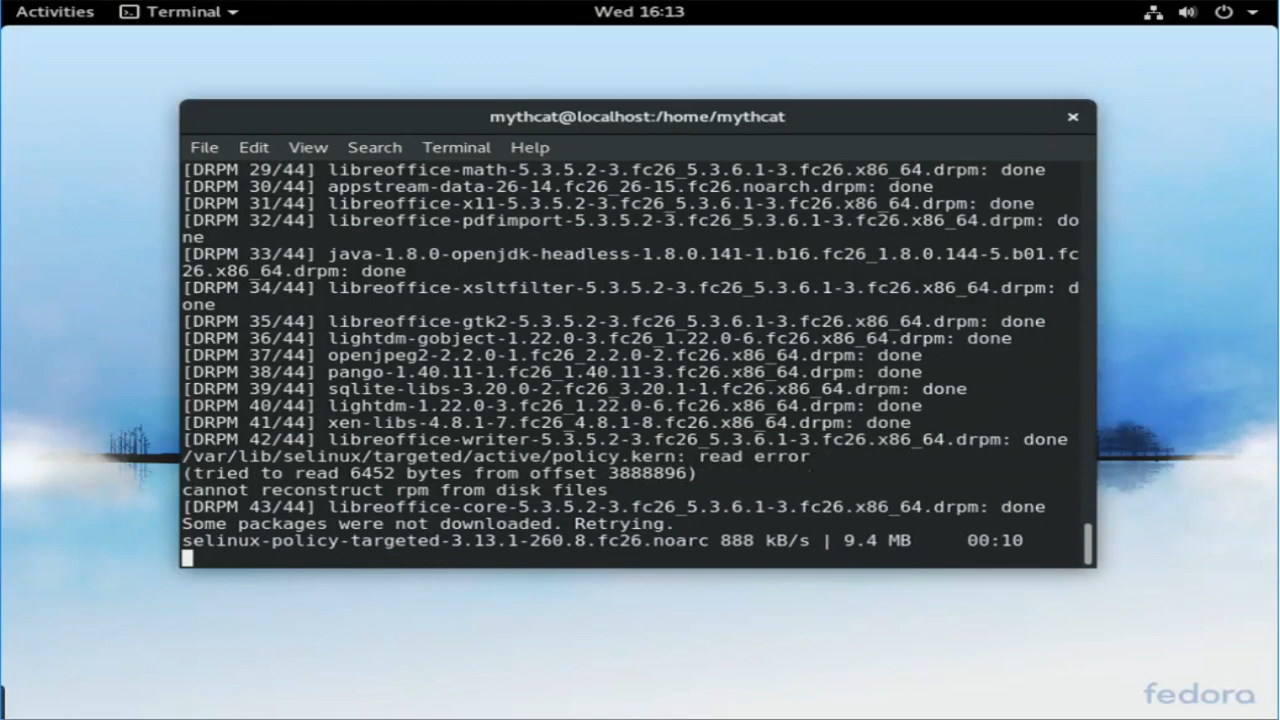 Activities Terminal Wed 16:13
mythcat@localhost:/home/mythcat
File Edit View Search Terminal Help
[DRPM 29/44] libreoffice-math-5.3.5.2-3.fc26_5.3.6.1-3.fc26.x86_64.drpm: done
[DRPM 30/44] appstream-data-26-14.fc26_26-15.fc26.noarch.drpm: done
[DRPM 31/44] libreoffice-x11-5.3.5.2-3.fc26_5.3.6.1-3.fc26.x86_64.drpm: done
[DRPM 32/44] libreoffice-pdfimport-5.3.5.2-3.fc26_5.3.6.1-3.fc26.x86_64.drpm: do
ne
[DRPM 33/44] java-1.8.0-openjdk-headless-1.8.0.141-1.b16.fc26_1.8.0.144-5.b01.fc
26.x86_64.drpm: done
[DRPM 34/44] libreoffice-xsltfilter-5.3.5.2-3.fc26_5.3.6.1-3.fc26.x86_64.drpm: d
one
[DRPM 35/44] libreoffice-gtk2-5.3.5.2-3.fc26_5.3.6.1-3.fc26.x86_64.drpm: done
[DRPM 36/44] lightdm-gobject-1.22.0-3.fc26_1.22.0-6.fc26.x86_64.drpm: done
[DRPM 37/44] openjpeg2-2.2.0-1.fc26_2.2.0-2.fc26.x86_64.drpm: done
[DRPM 38/44] pango-1.40.11-1.fc26_1.40.11-3.fc26.x86_64.drpm: done
[DRPM 39/44] sqlite-libs-3.20.0-2.fc26_3.20.1-1.fc26.x86_64.drpm: done
[DRPM 40/44] lightdm-1.22.0-3.fc26_1.22.0-6.fc26.x86_64.drpm: done
[DRPM 41/44] xen-libs-4.8.1-7.fc26_4.8.1-8.fc26.x86_64.drpm: done
[DRPM 42/44] libreoffice-writer-5.3.5.2-3.fc26_5.3.6.1-3.fc26.x86_64.drpm: done
/var/lib/selinux/targeted/active/policy.kern: read error
(tried to read 6452 bytes from offset 3888896)
cannot reconstruct rpm from disk files
[DRPM 43/44] libreoffice-core-5.3.5.2-3.fc26_5.3.6.1-3.fc26.x86_64.drpm: done
Some packages were not downloaded. Retrying.
selinux-policy-targeted-3.13.1-260.8.fc26.noarc 888 kB/s | 9.4 MB 00:10
fedora